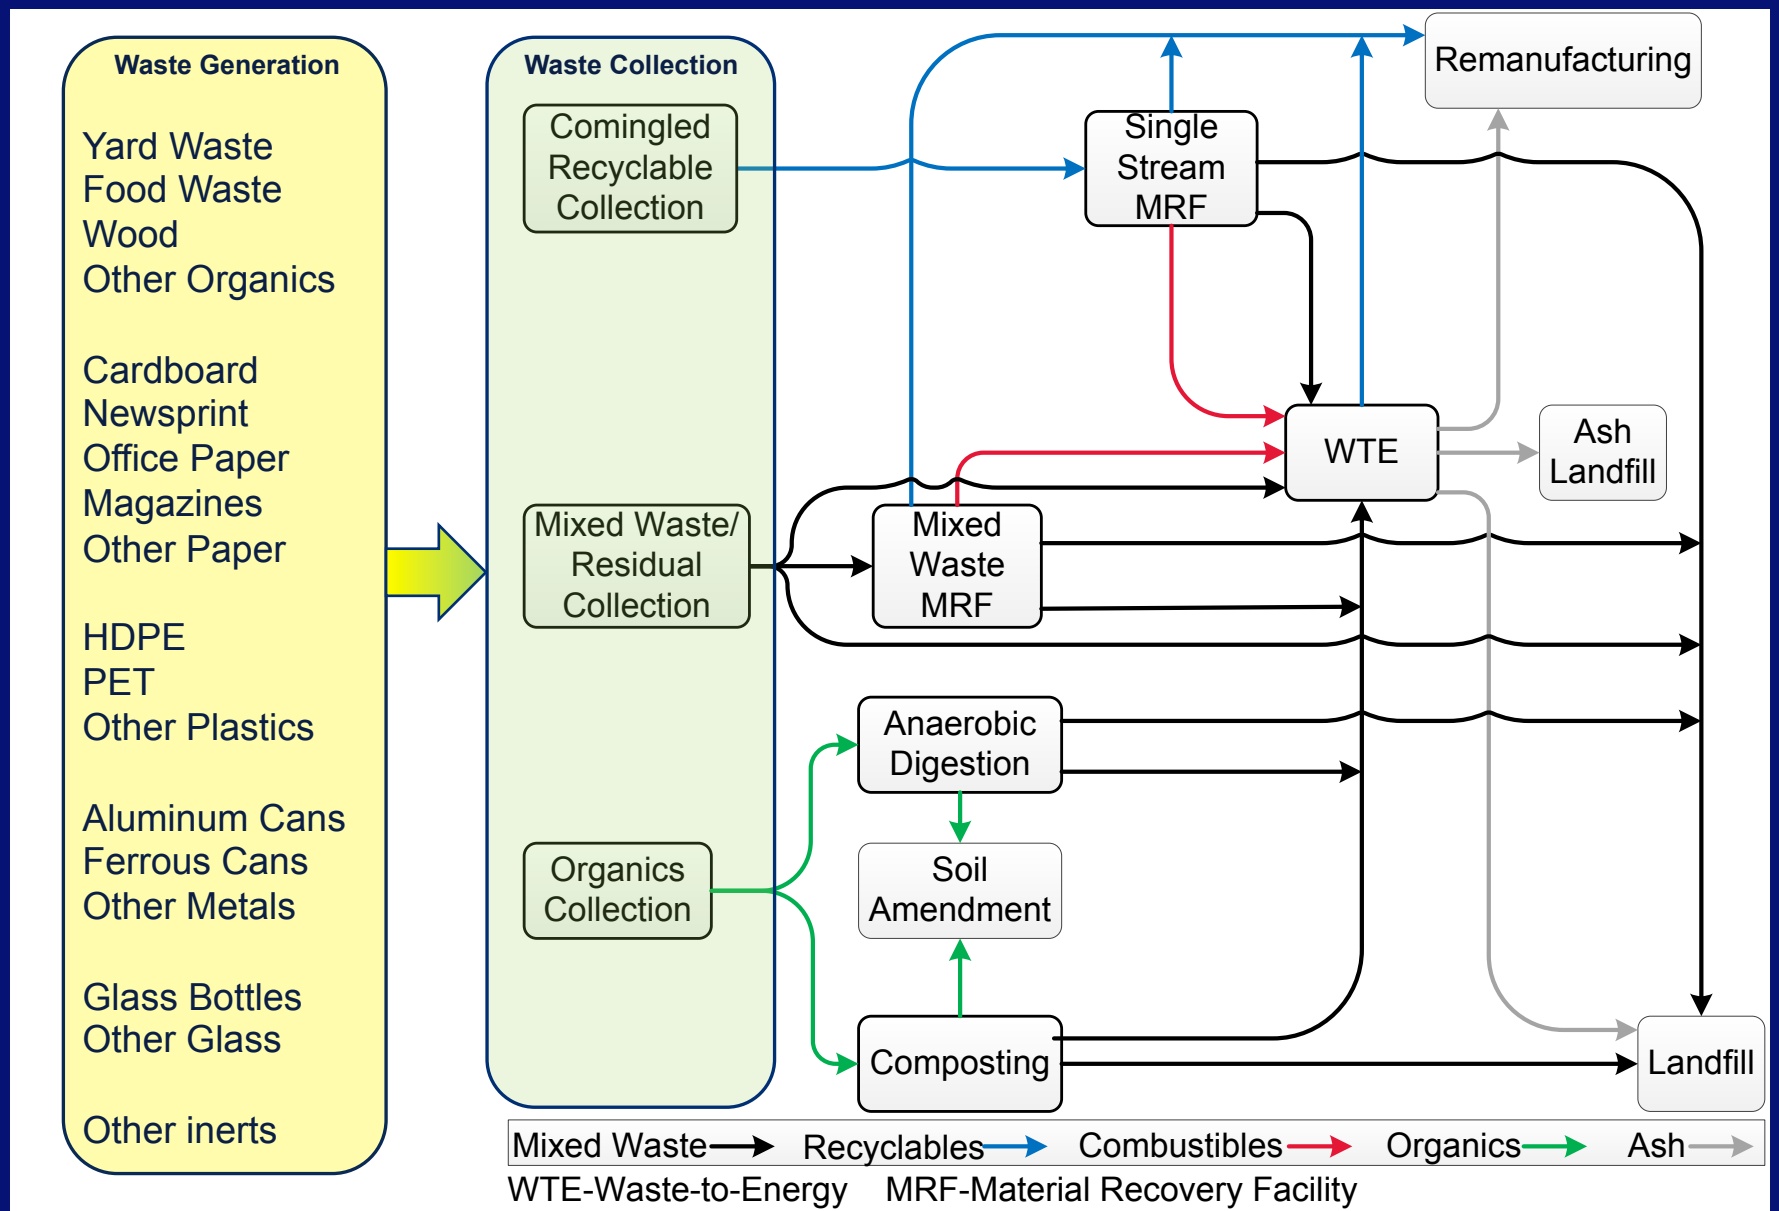 Waste Generation
Yard Waste
Food Waste
Wood
Other Organics
Cardboard
Newsprint
Office Paper
Magazines
Other Paper
HDPE
PET
Other Plastics
Aluminum Cans
Ferrous Cans
Other Metals
Glass Bottles
Other Glass
Other inerts
Waste Collection
Comingled
Recyclable
Collection
Mixed Waste/
Residual
Collection
Organics
Collection
Single
Stream
MRF
Mixed
Waste
MRF
Anaerobic
Digestion
Soil
Amendment
Composting
Remanufacturing
WTE
Ash
Landfill
Landfill
Mixed Waste Recyclables Combustibles Organics Ash
WTE-Waste-to-Energy MRF-Material Recovery Facility